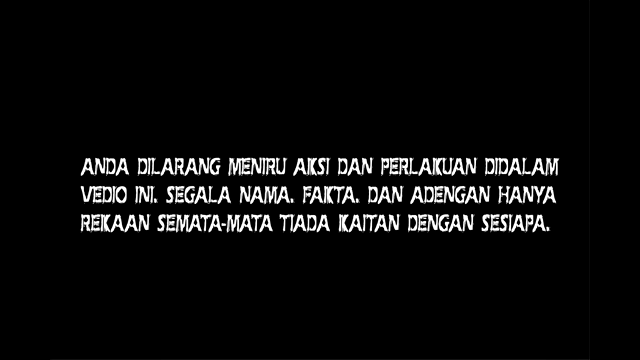 ANDA DILARANG MENIRU AKSI DAN PERLAKUAN DIDALAM
VEDIO INI. SEGALA NAMA. FAKTA. DAN ADEGAN HANYA
REKAAN SEMATA-MATA TIADA KAITAN DENGAN SESIAPA.